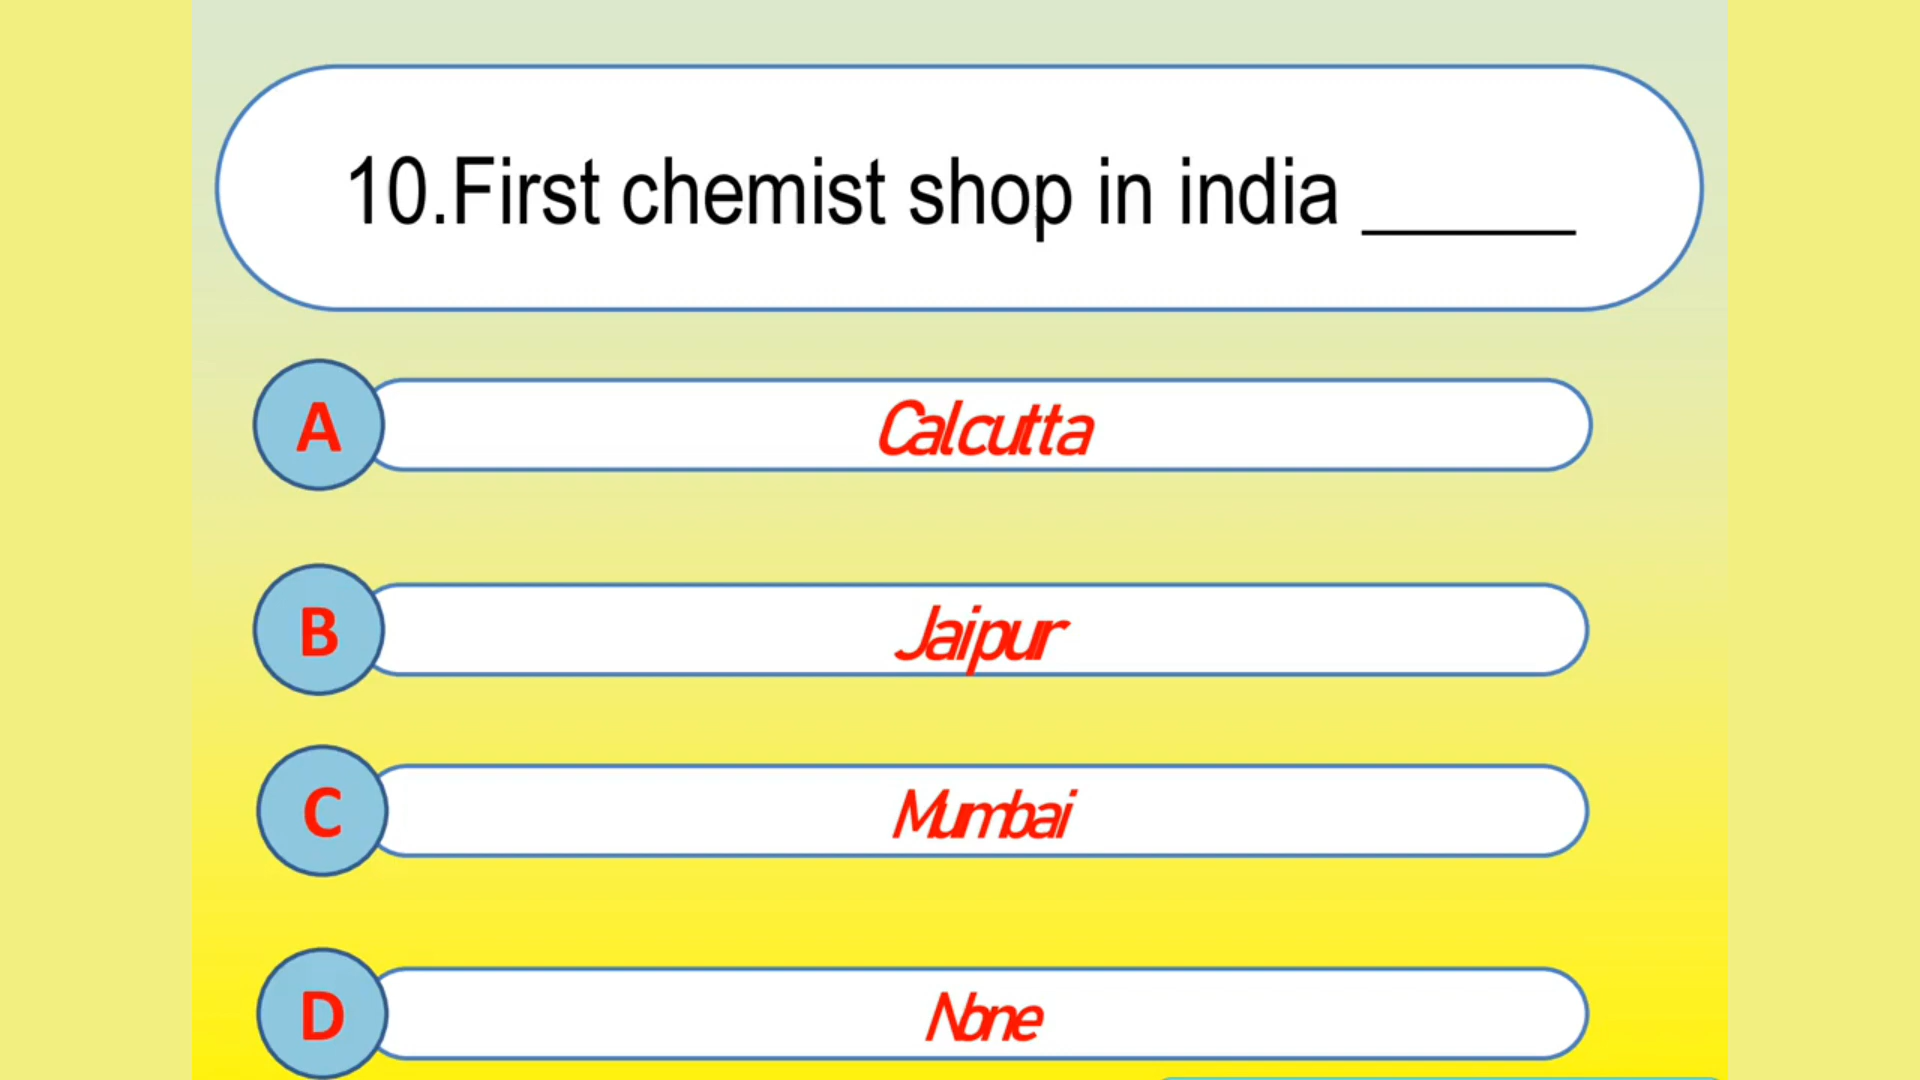 10.First chemist shop in india ______
A Calcutta
B Jaipur
C Mumbai
D None